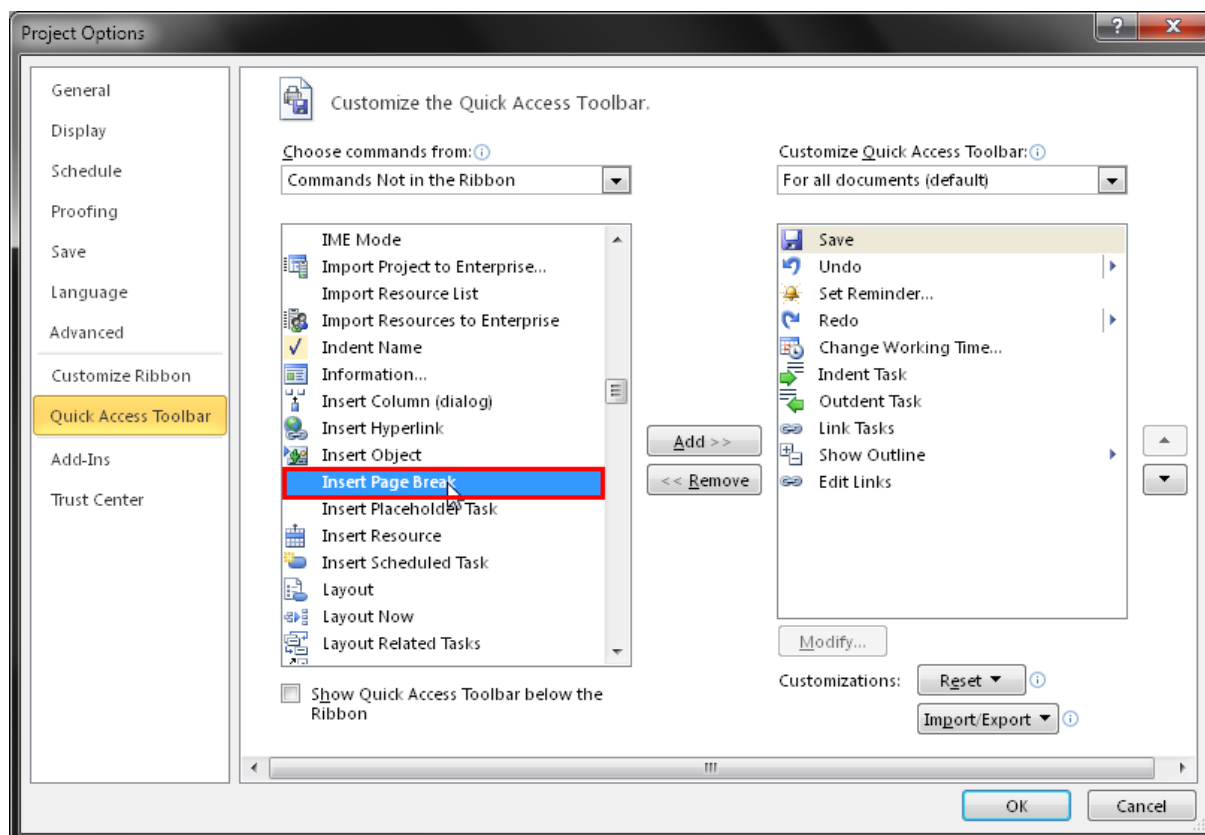 Project Options
General
Display
Schedule
Proofing
Save
Language
Advanced
Customize Ribbon
Quick Access Toolbar
Add-Ins
Trust Center
Customize the Quick Access Toolbar.
Choose commands from:
Commands Not in the Ribbon
IME Mode
Import Project to Enterprise...
Import Resource List
Import Resources to Enterprise
Indent Name
Information...
Insert Column (dialog)
Insert Hyperlink
Insert Object
Insert Page Break
Insert Placeholder Task
Insert Resource
Insert Scheduled Task
Layout
Layout Now
Layout Related Tasks
Show Quick Access Toolbar below the
Ribbon
Add >>
<< Remove
Customize Quick Access Toolbar:
For all documents (default)
Save
Undo
Set Reminder...
Redo
Change Working Time...
Indent Task
Outdent Task
Link Tasks
Show Outline
Edit Links
Modify...
Customizations:
Reset
Import/Export
OK
Cancel